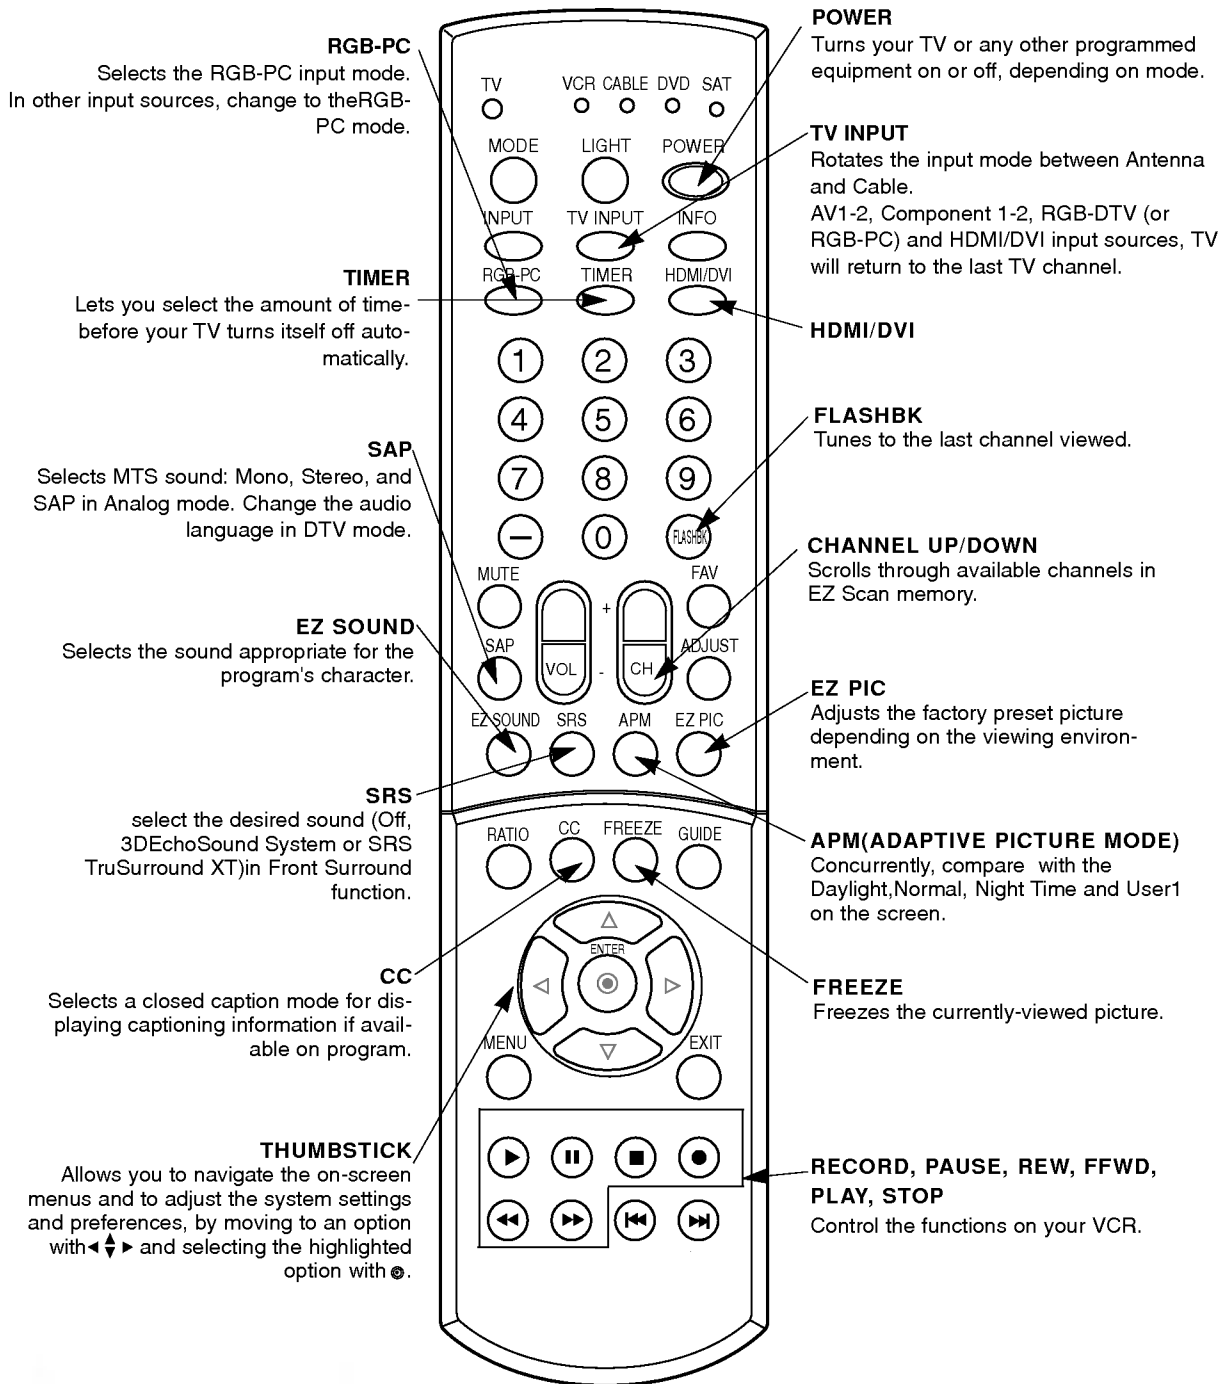 RGB-PC
Selects the RGB-PC input mode.
In other input sources, change to theRGB-
PC mode.
TIMER
Lets you select the amount of time-
before your TV turns itself off auto-
matically.
SAP
Selects MTS sound: Mono, Stereo, and
SAP in Analog mode. Change the audio
language in DTV mode.
EZ SOUND
Selects the sound appropriate for the
program's character.
SRS
select the desired sound (Off,
3DEchoSound System or SRS
TruSurround XT)in Front Surround
function.
CC
Selects a closed caption mode for dis-
playing captioning information if avail-
able on program.
THUMBSTICK
Allows you to navigate the on-screen
menus and to adjust the system settings
and preferences, by moving to an option
with◄▲▼► and selecting the highlighted
option with ◉.
TV VCR CABLE DVD SAT
MODE LIGHT POWER
INPUT TV INPUT INFO
RGB-PC TIMER HDMI/DVI
1 2 3
4 5 6
7 8 9
— 0 FLASHBK
MUTE + FAV
SAP VOL - CH ADJUST
EZ SOUND SRS APM EZ PIC
RATIO CC FREEZE GUIDE
ENTER
MENU EXIT
POWER
Turns your TV or any other programmed
equipment on or off, depending on mode.
TV INPUT
Rotates the input mode between Antenna
and Cable.
AV1-2, Component 1-2, RGB-DTV (or
RGB-PC) and HDMI/DVI input sources, TV
will return to the last TV channel.
HDMI/DVI
FLASHBK
Tunes to the last channel viewed.
CHANNEL UP/DOWN
Scrolls through available channels in
EZ Scan memory.
EZ PIC
Adjusts the factory preset picture
depending on the viewing environ-
ment.
APM(ADAPTIVE PICTURE MODE)
Concurrently, compare with the
Daylight,Normal, Night Time and User1
on the screen.
FREEZE
Freezes the currently-viewed picture.
RECORD, PAUSE, REW, FFWD,
PLAY, STOP
Control the functions on your VCR.